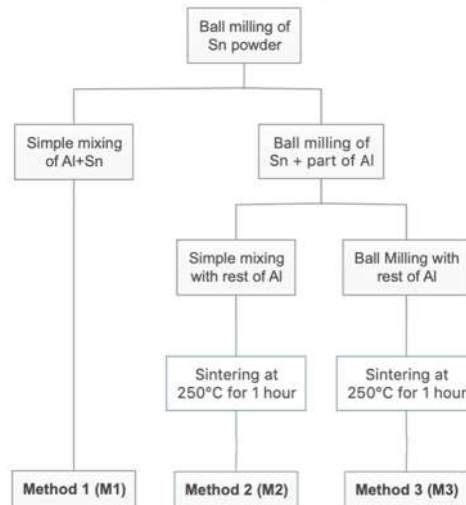 Ball milling of
Sn powder
Simple mixing
of Al+Sn
Ball milling of
Sn + part of Al
Simple mixing
with rest of Al
Ball Milling with
rest of Al
Sintering at
250°C for 1 hour
Sintering at
250°C for 1 hour
Method 1 (M1)
Method 2 (M2)
Method 3 (M3)